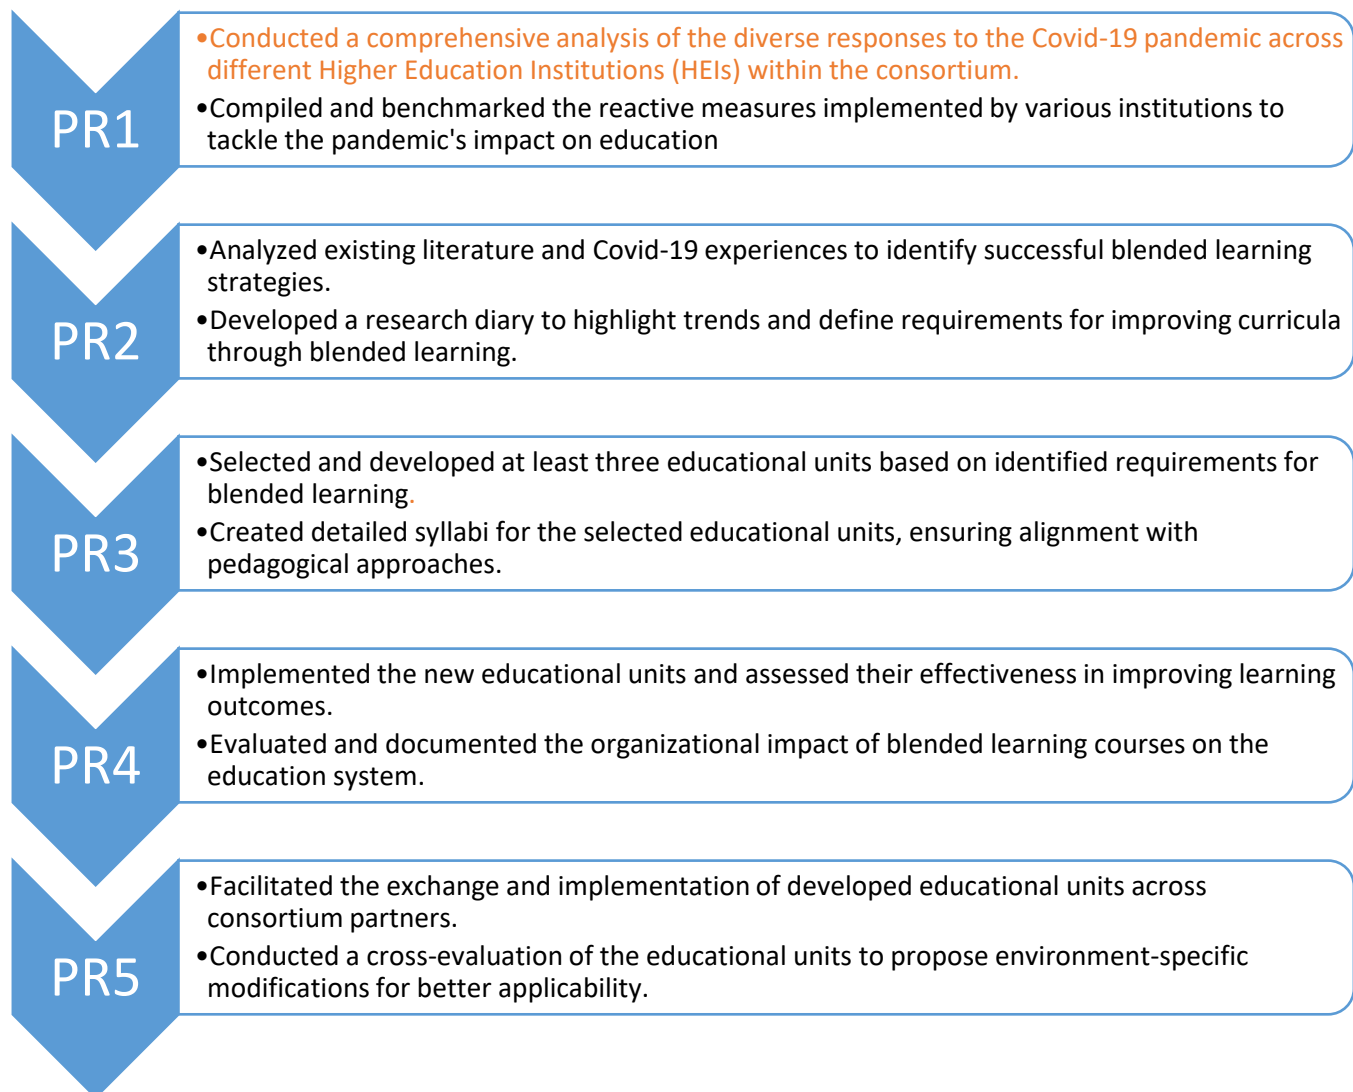 PR1
•Conducted a comprehensive analysis of the diverse responses to the Covid-19 pandemic across
different Higher Education Institutions (HEIs) within the consortium.
•Compiled and benchmarked the reactive measures implemented by various institutions to
tackle the pandemic's impact on education
PR2
•Analyzed existing literature and Covid-19 experiences to identify successful blended learning
strategies.
•Developed a research diary to highlight trends and define requirements for improving curricula
through blended learning.
PR3
•Selected and developed at least three educational units based on identified requirements for
blended learning.
•Created detailed syllabi for the selected educational units, ensuring alignment with
pedagogical approaches.
PR4
•Implemented the new educational units and assessed their effectiveness in improving learning
outcomes.
•Evaluated and documented the organizational impact of blended learning courses on the
education system.
PR5
•Facilitated the exchange and implementation of developed educational units across
consortium partners.
•Conducted a cross-evaluation of the educational units to propose environment-specific
modifications for better applicability.